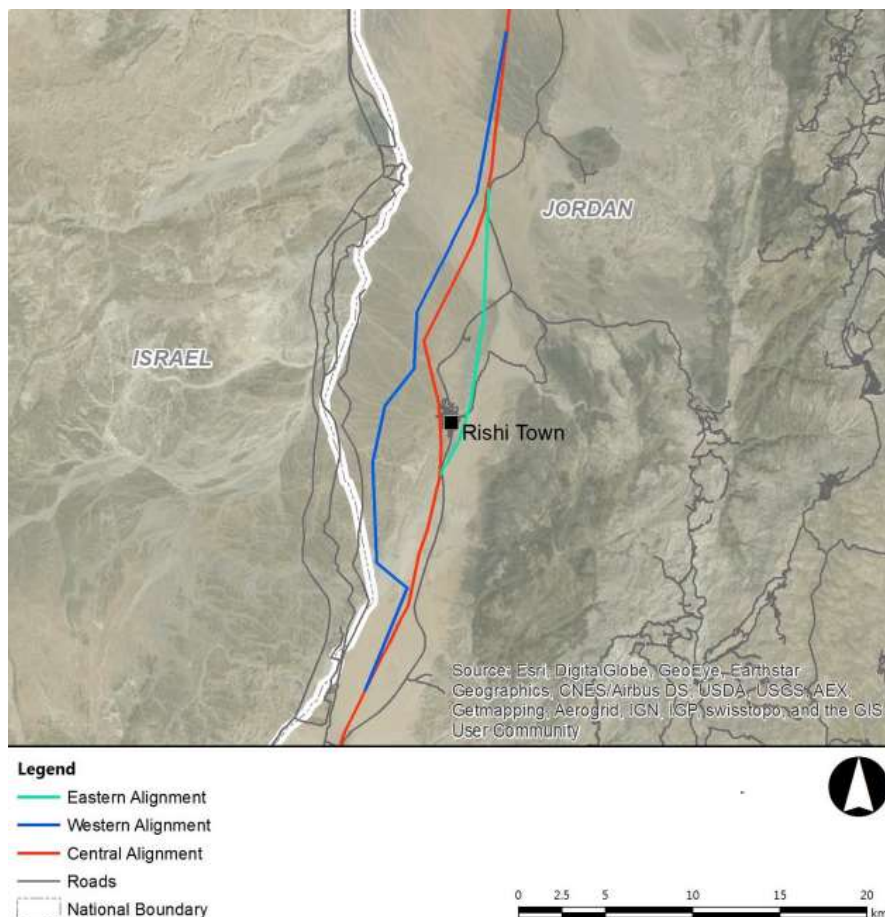 JORDAN
ISRAEL
Rishi Town
Source: Esri, DigitalGlobe, GeoEye, Earthstar
Geographics, CNES/Airbus DS, USDA, USGS, AEX,
Getmapping, Aerogrid, IGN, IGP, swisstopo, and the GIS
User Community
Legend
Eastern Alignment
Western Alignment
Central Alignment
Roads
National Boundary
0 2.5 5 10 15 20
km